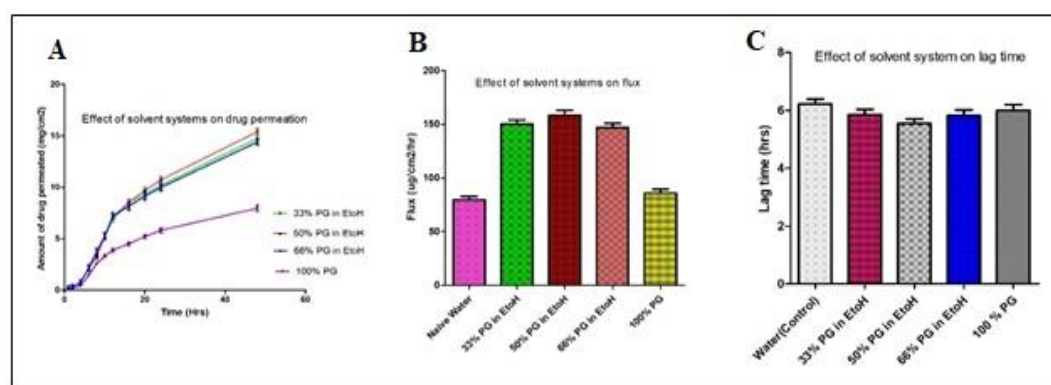 A
Effect of solvent systems on drug permeation
Amount of drug permeated (mg/cm2)
20
15
10
5
0
0
20
40
60
Time (Hrs)
33% PG in EtoH
50% PG in EtoH
66% PG in EtoH
100% PG
B
Effect of solvent systems on flux
Flux (ug/cm2/hr)
200
150
100
50
0
Naive Water
33% PG in EtoH
50% PG in EtoH
66% PG in EtoH
100% PG
C
Effect of solvent system on lag time
Lag time (hrs)
8
6
4
2
0
Water(Control)
33% PG in EtoH
50% PG in EtoH
66% PG in EtoH
100 % PG